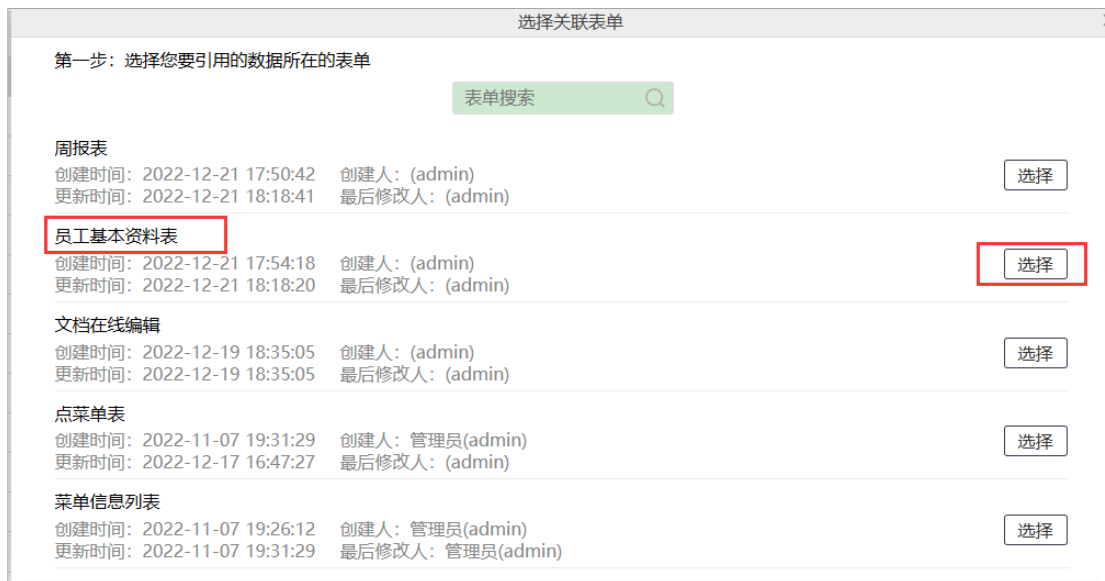 选择关联表单
第一步：选择您要引用的数据所在的表单
表单搜索
周报表
创建时间：2022-12-21 17:50:42 创建人：(admin)
更新时间：2022-12-21 18:18:41 最后修改人：(admin)
选择
员工基本资料表
创建时间：2022-12-21 17:54:18 创建人：(admin)
更新时间：2022-12-21 18:18:20 最后修改人：(admin)
选择
文档在线编辑
创建时间：2022-12-19 18:35:05 创建人：(admin)
更新时间：2022-12-19 18:35:05 最后修改人：(admin)
选择
点菜单表
创建时间：2022-11-07 19:31:29 创建人：管理员(admin)
更新时间：2022-12-17 16:47:27 最后修改人：(admin)
选择
菜单信息列表
创建时间：2022-11-07 19:26:12 创建人：管理员(admin)
更新时间：2022-11-07 19:31:29 最后修改人：管理员(admin)
选择